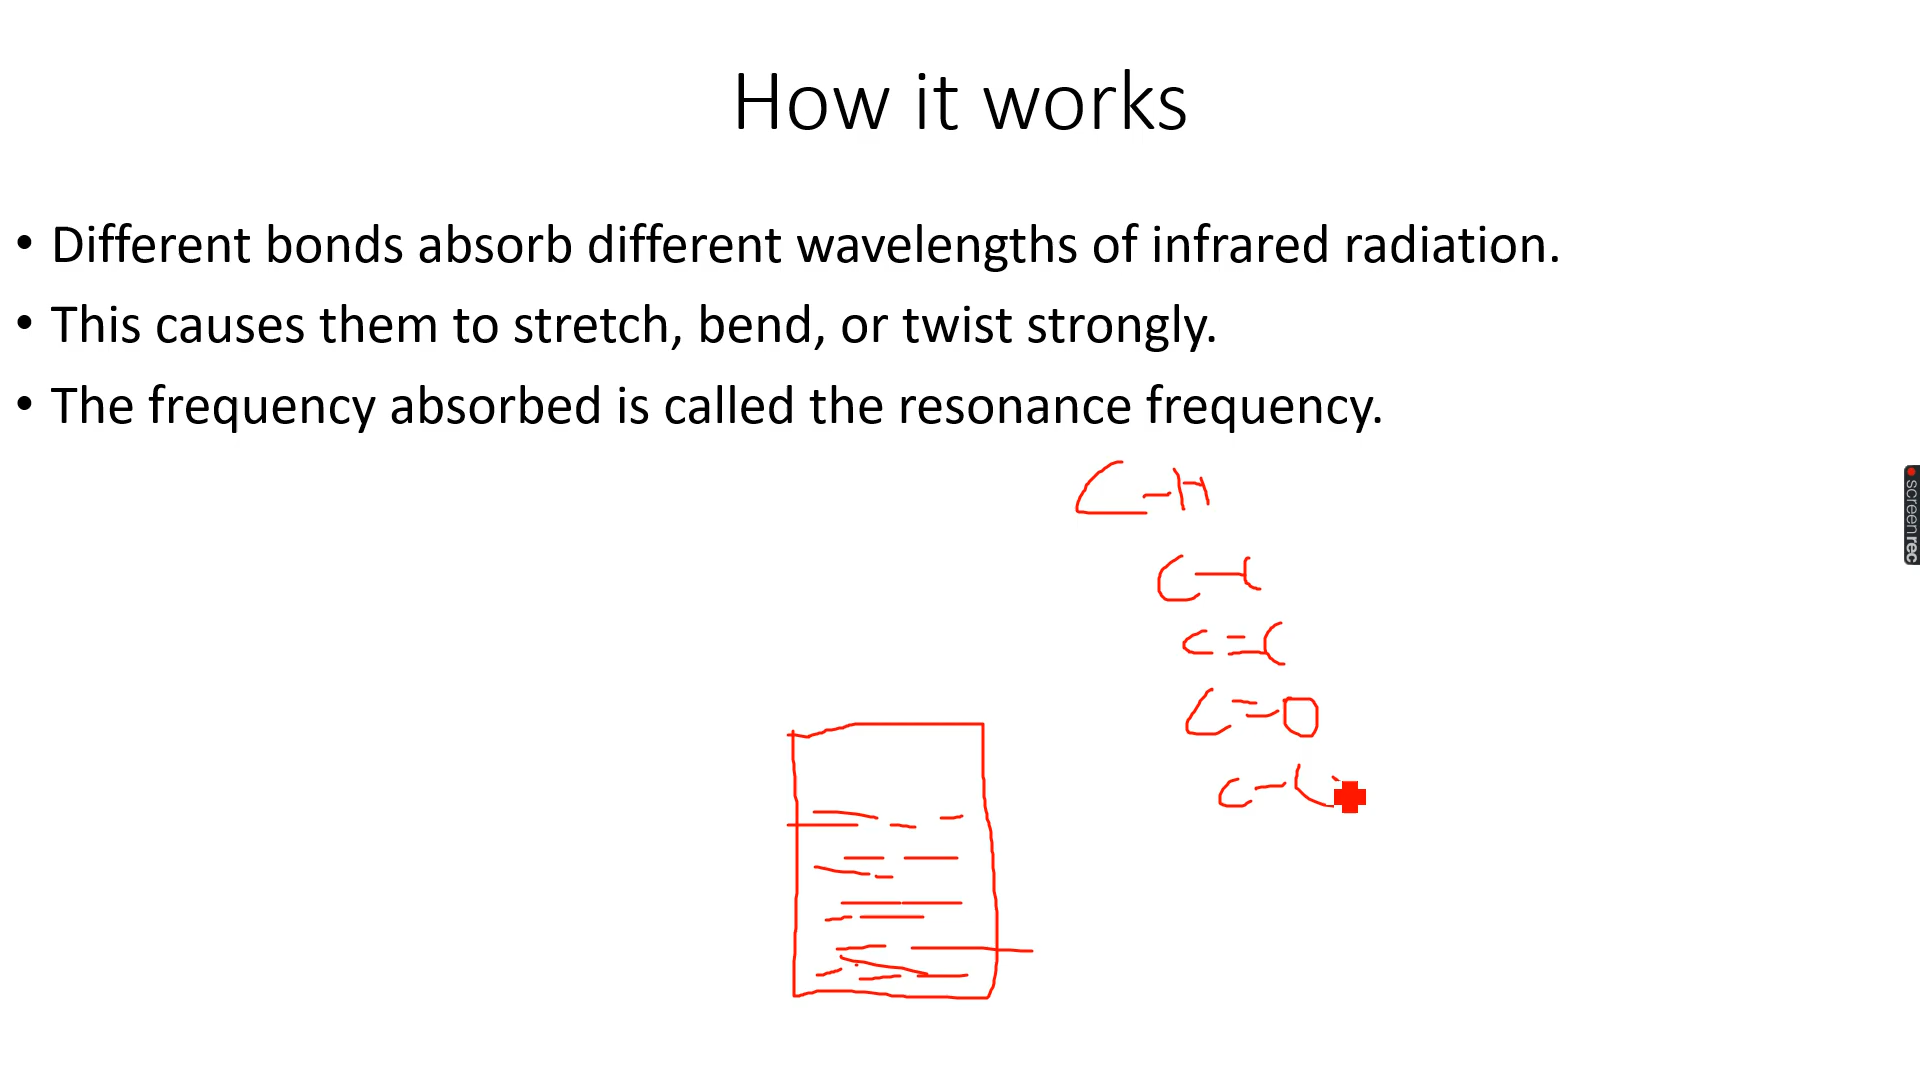 How it works
• Different bonds absorb different wavelengths of infrared radiation.
• This causes them to stretch, bend, or twist strongly.
• The frequency absorbed is called the resonance frequency.
C-H
C-C
C=C
C=O
screenrec